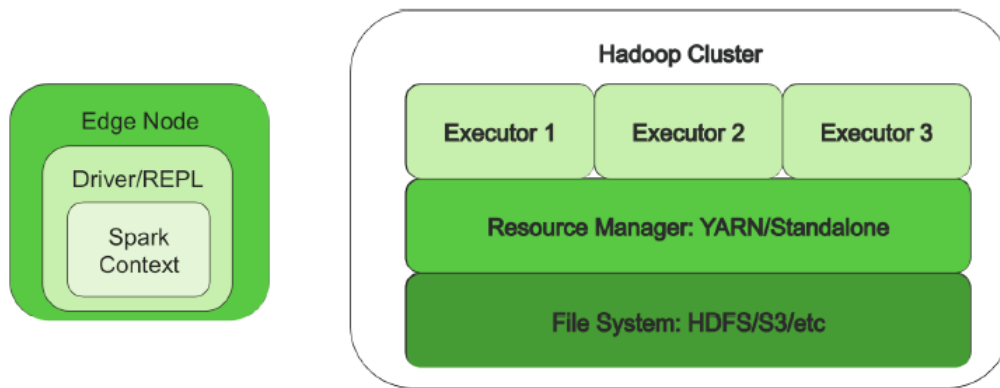 Edge Node
Driver/REPL
Spark
Context
Hadoop Cluster
Executor 1
Executor 2
Executor 3
Resource Manager: YARN/Standalone
File System: HDFS/S3/etc